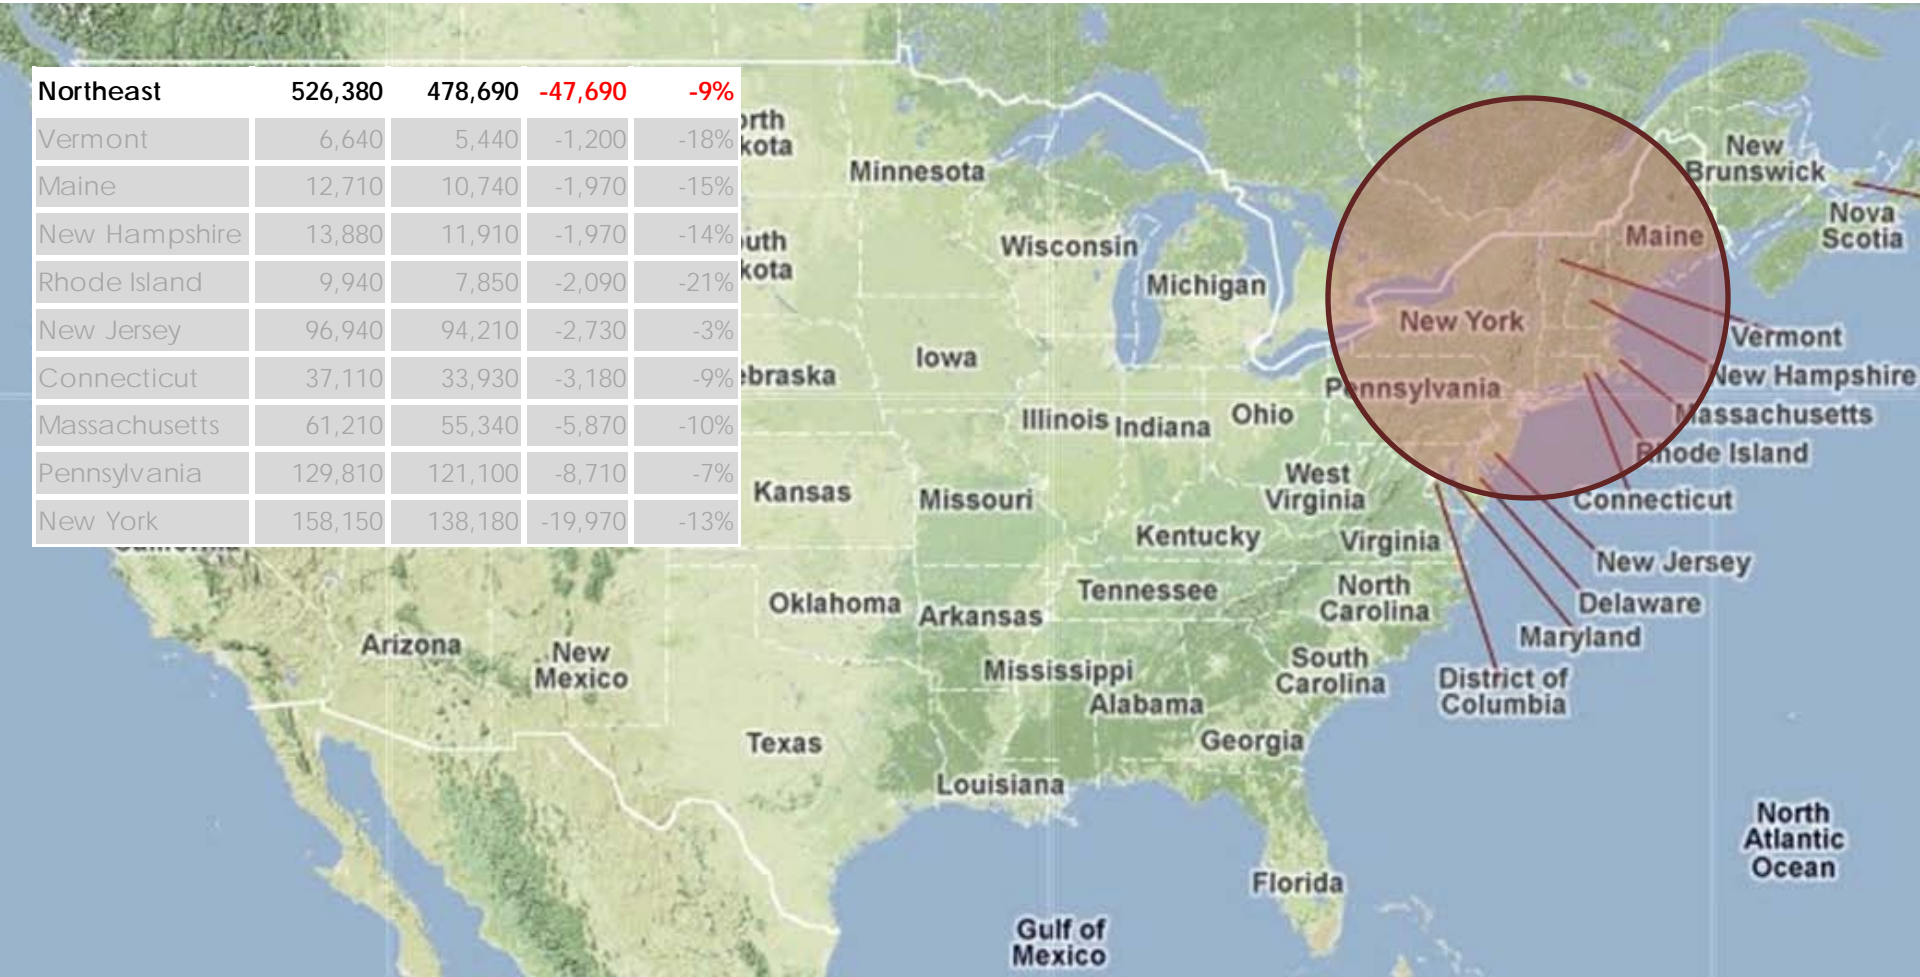 Northeast 526,380 478,690 -47,690 -9%
Vermont 6,640 5,440 -1,200 -18%
Maine 12,710 10,740 -1,970 -15%
New Hampshire 13,880 11,910 -1,970 -14%
Rhode Island 9,940 7,850 -2,090 -21%
New Jersey 96,940 94,210 -2,730 -3%
Connecticut 37,110 33,930 -3,180 -9%
Massachusetts 61,210 55,340 -5,870 -10%
Pennsylvania 129,810 121,100 -8,710 -7%
New York 158,150 138,180 -19,970 -13%
orth
kota
Minnesota
New
Brunswick
Nova
Scotia
uth
kota
Wisconsin
Michigan
Maine
New York
Vermont
ebraska
Iowa
Pennsylvania
New Hampshire
Illinois
Indiana
Ohio
Massachusetts
Rhode Island
Kansas
Missouri
West
Virginia
Connecticut
Kentucky
Virginia
New Jersey
Oklahoma
Arkansas
Tennessee
North
Carolina
Delaware
Maryland
Arizona
New
Mexico
Mississippi
Alabama
South
Carolina
District of
Columbia
Texas
Georgia
Louisiana
North
Atlantic
Ocean
Florida
Gulf of
Mexico